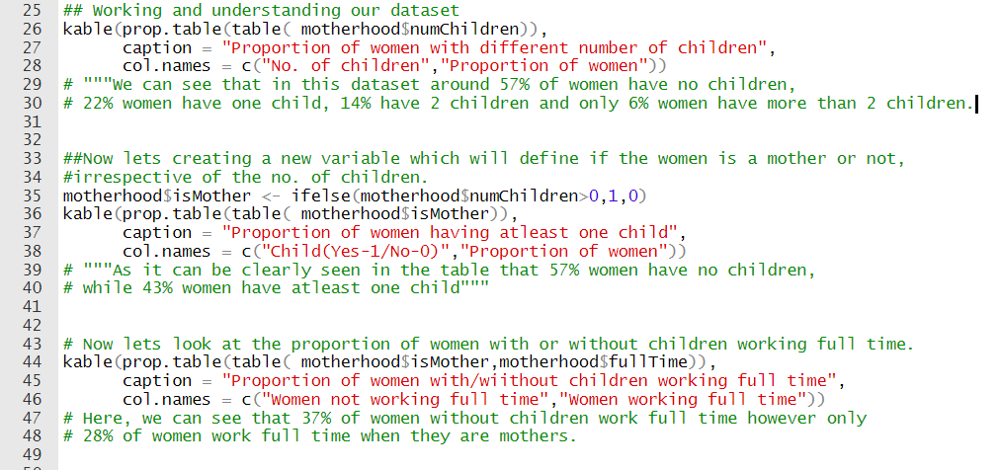 25 ## Working and understanding our dataset
26 kable(prop.table(table( motherhood$numChildren)),
27 caption = "Proportion of women with different number of children",
28 col.names = c("No. of children","Proportion of women"))
29 # """We can see that in this dataset around 57% of women have no children,
30 # 22% women have one child, 14% have 2 children and only 6% women have more than 2 children.
31
32
33 ##Now lets creating a new variable which will define if the women is a mother or not,
34 #irrespective of the no. of children.
35 motherhood$isMother <- ifelse(motherhood$numChildren>0,1,0)
36 kable(prop.table(table( motherhood$isMother)),
37 caption = "Proportion of women having atleast one child",
38 col.names = c("Child(Yes-1/No-0)","Proportion of women"))
39 # """As it can be clearly seen in the table that 57% women have no children,
40 # while 43% women have atleast one child"""
41
42
43 # Now lets look at the proportion of women with or without children working full time.
44 kable(prop.table(table( motherhood$isMother,motherhood$fullTime)),
45 caption = "Proportion of women with/wiithout children working full time",
46 col.names = c("Women not working full time","Women working full time"))
47 # Here, we can see that 37% of women without children work full time however only
48 # 28% of women work full time when they are mothers.
49